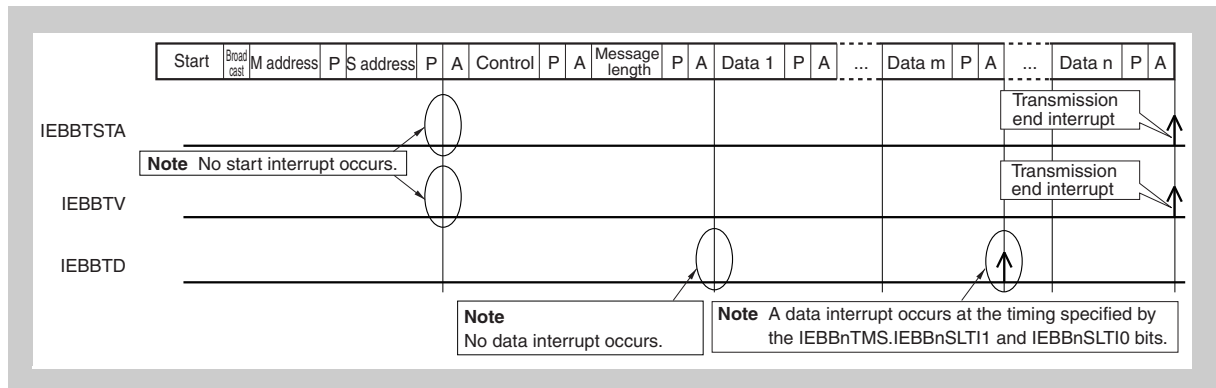 Start Broad cast M address P S address P A Control P A Message length P A Data 1 P A ... Data m P A ... Data n P A
IEBBTSTA
Transmission
end interrupt
Note No start interrupt occurs.
IEBBTV
Transmission
end interrupt
IEBBTD
Note
No data interrupt occurs.
Note A data interrupt occurs at the timing specified by
the IEBBnTMS.IEBBnSLTI1 and IEBBnSLTI0 bits.